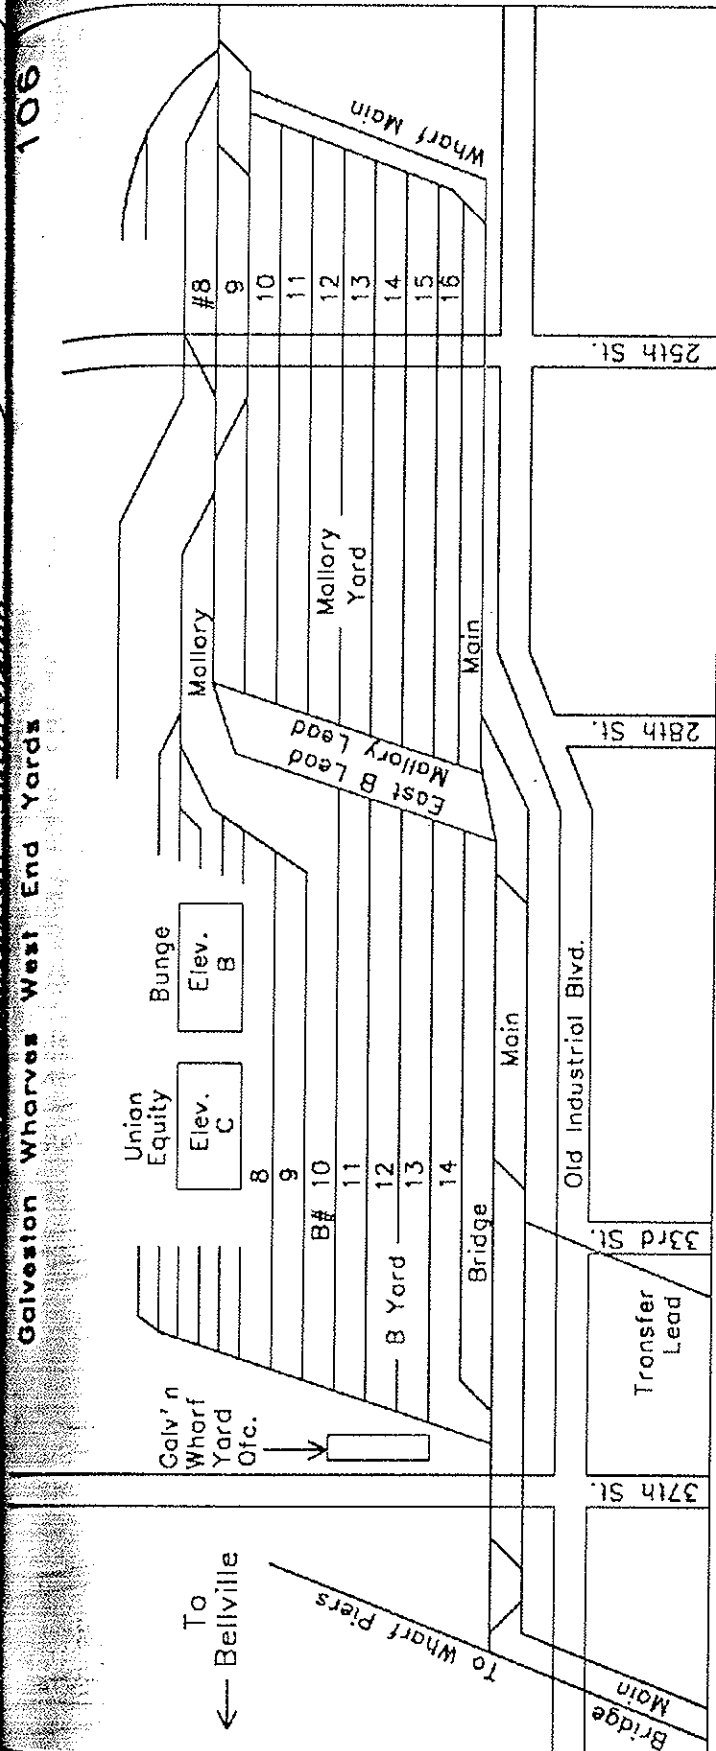 Galveston Wharves West End Yards
106
To
Bellville
Galv'n
Wharf
Yard
Ofc.
Union
Equity
Elev.
C
Bunge
Elev.
B
8
9
B# 10
11
12
13
14
B Yard
Bridge
Main
Mallory
East B Lead
Mallory Lead
Mallory
Yard
Main
#8
9
10
11
12
13
14
15
16
Wharf Main
Old Industrial Blvd.
Transfer
Lead
To Wharf Piers
Bridge
Main
37th St.
33rd St.
28th St.
25th St.